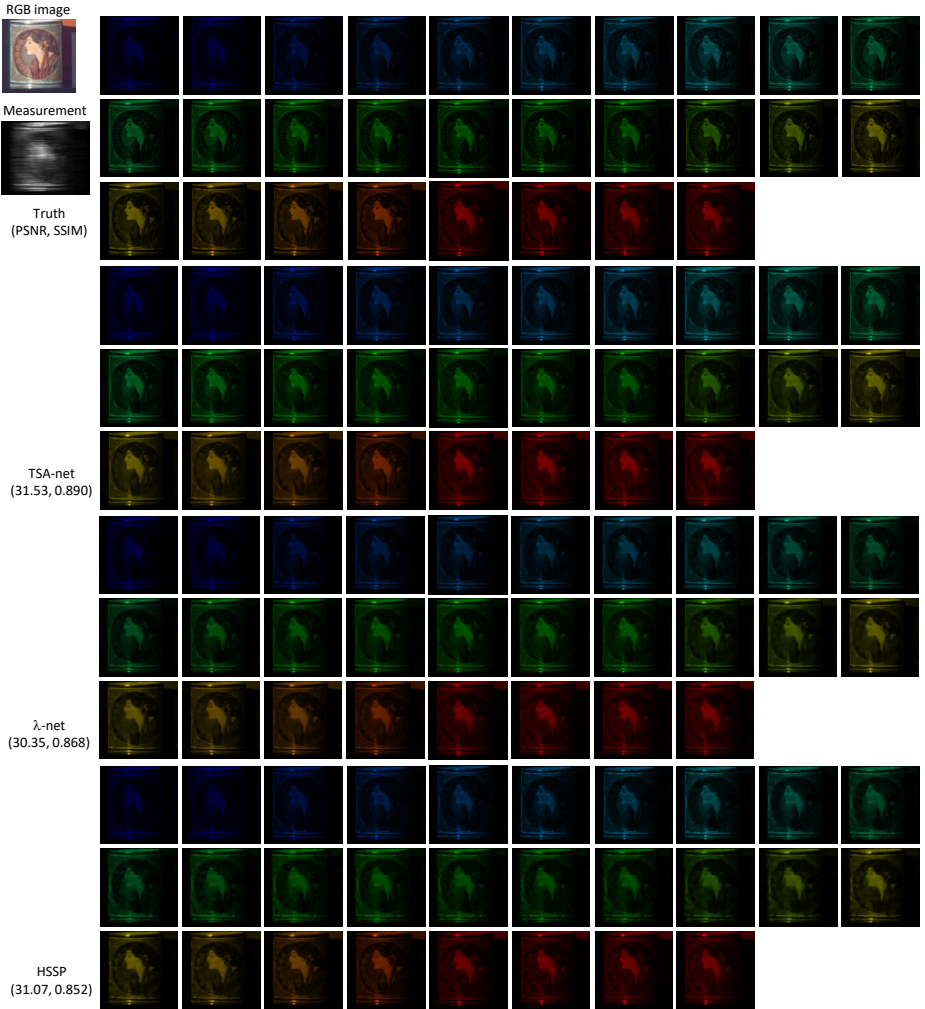 RGB image
Measurement
Truth
(PSNR, SSIM)
TSA-net
(31.53, 0.890)
λ-net
(30.35, 0.868)
HSSP
(31.07, 0.852)